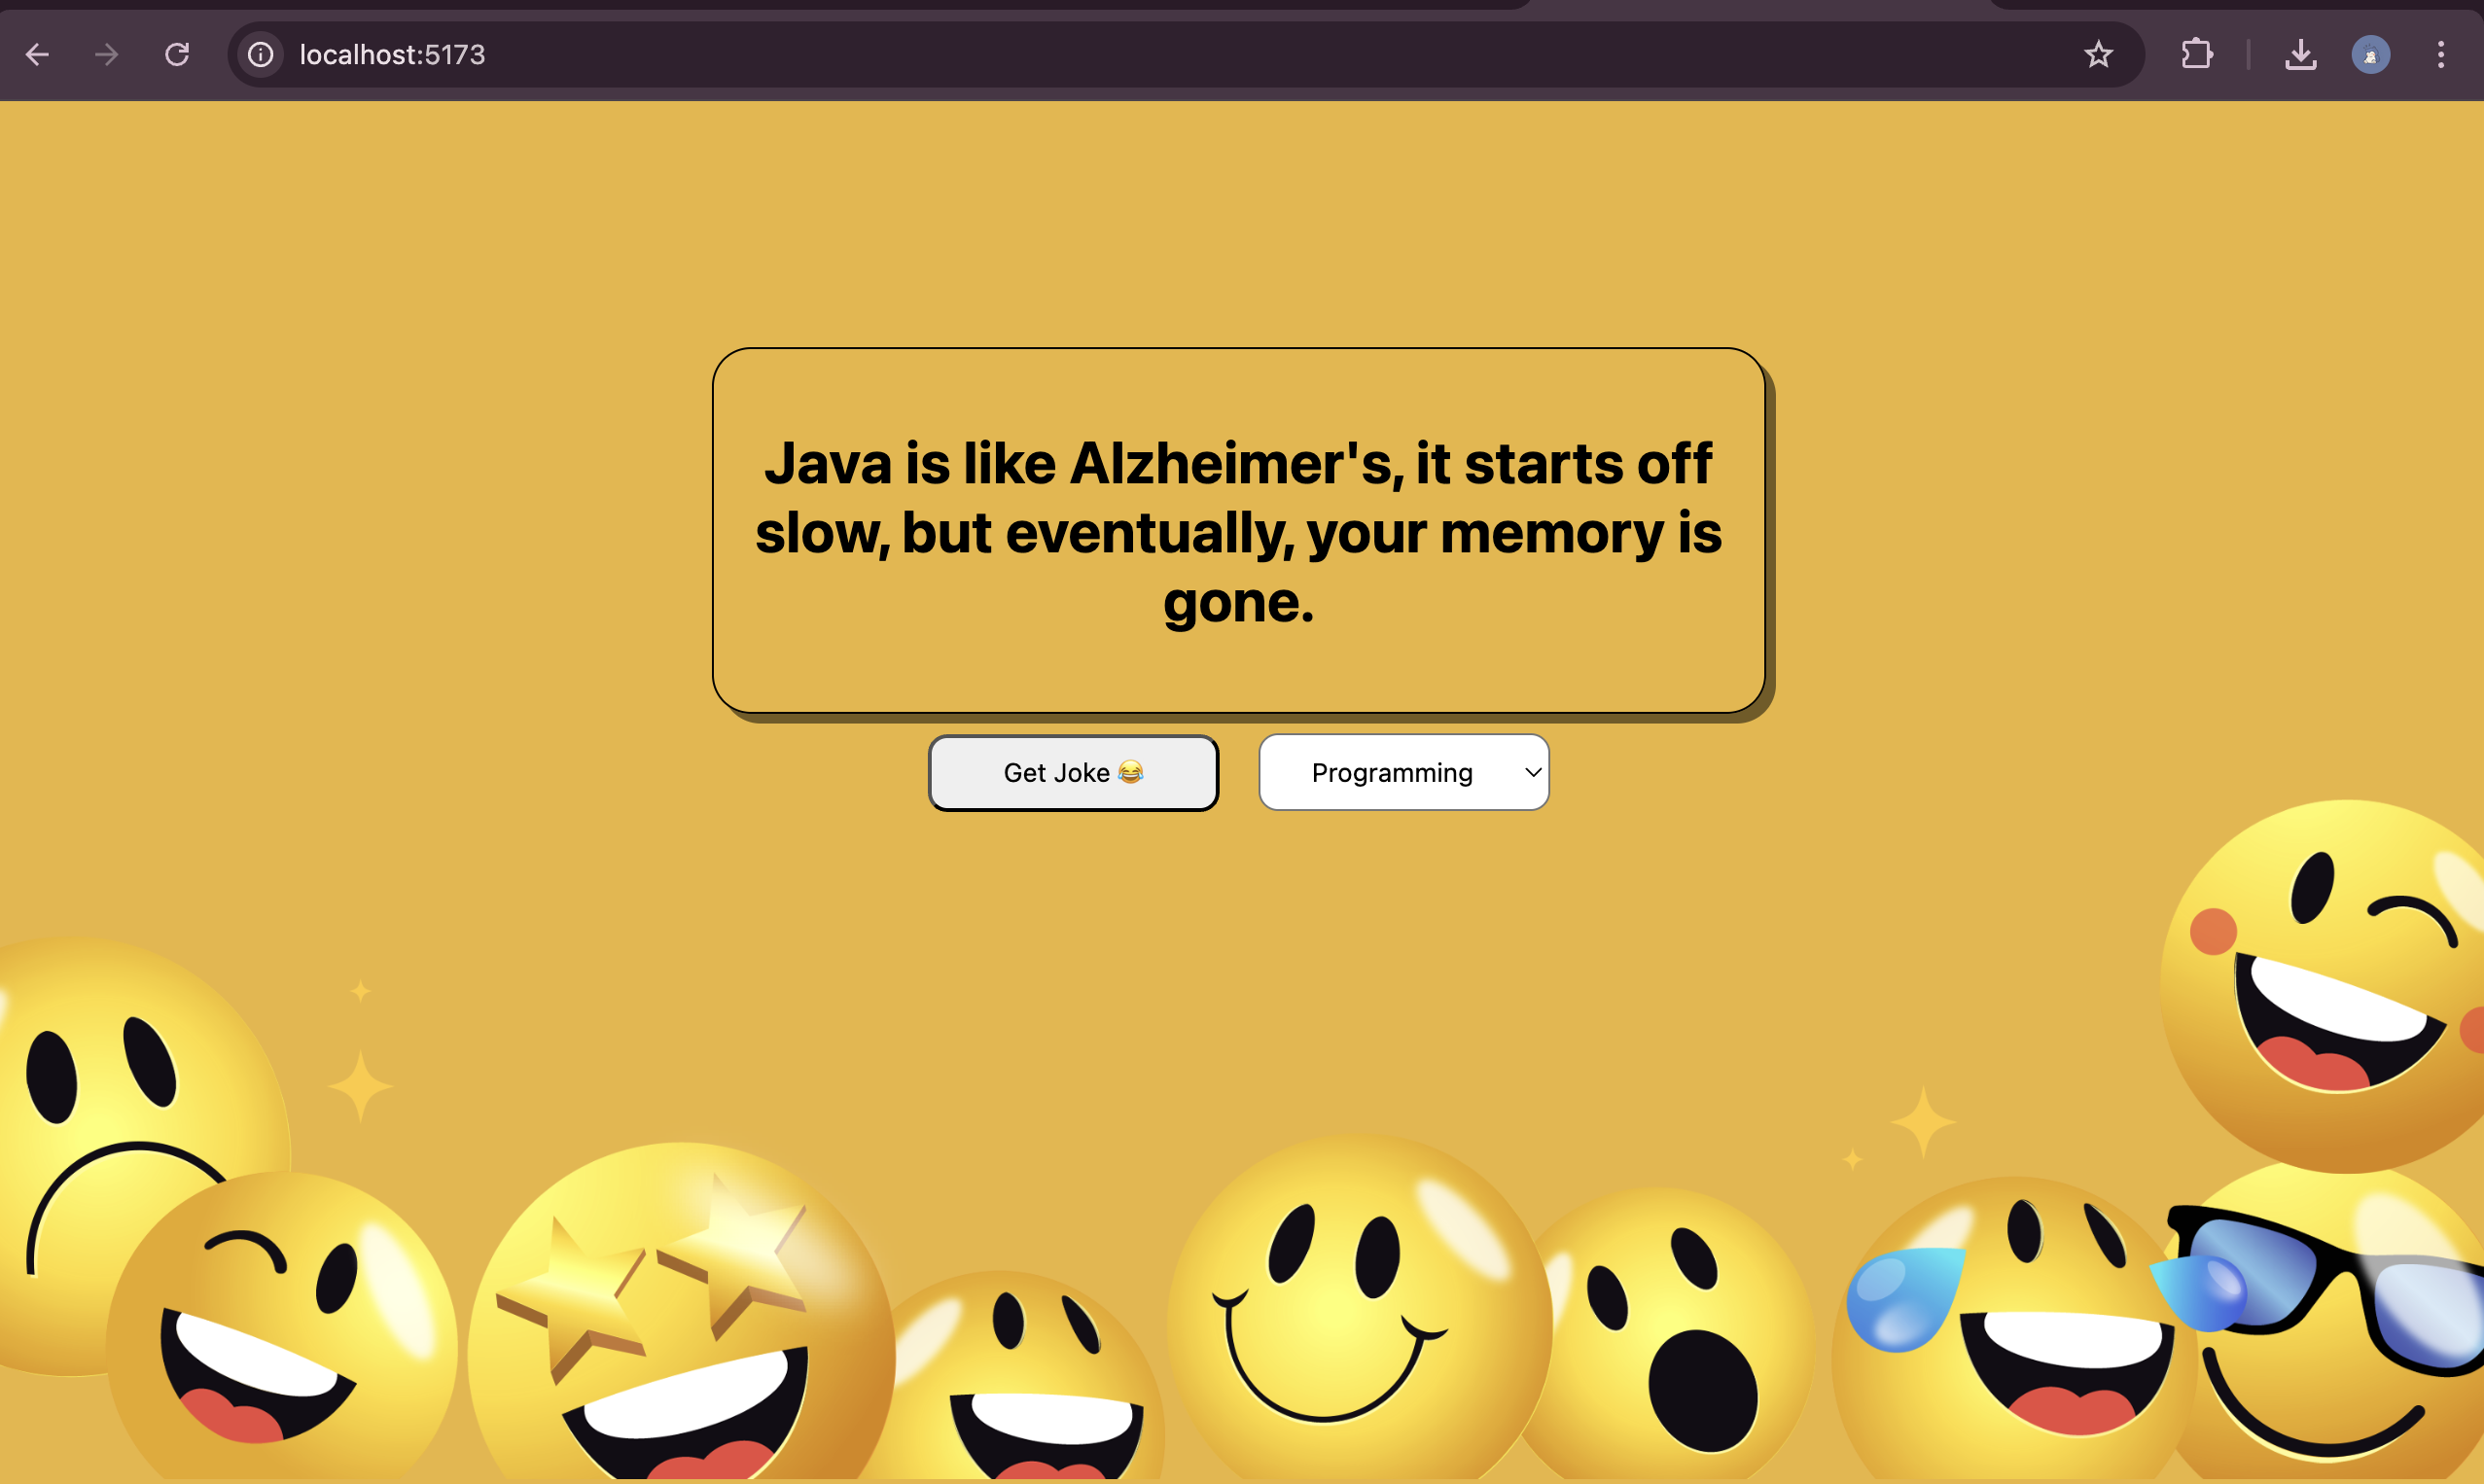 localhost:5173
Java is like Alzheimer's, it starts off
slow, but eventually, your memory is
gone.
Get Joke 😂
Programming